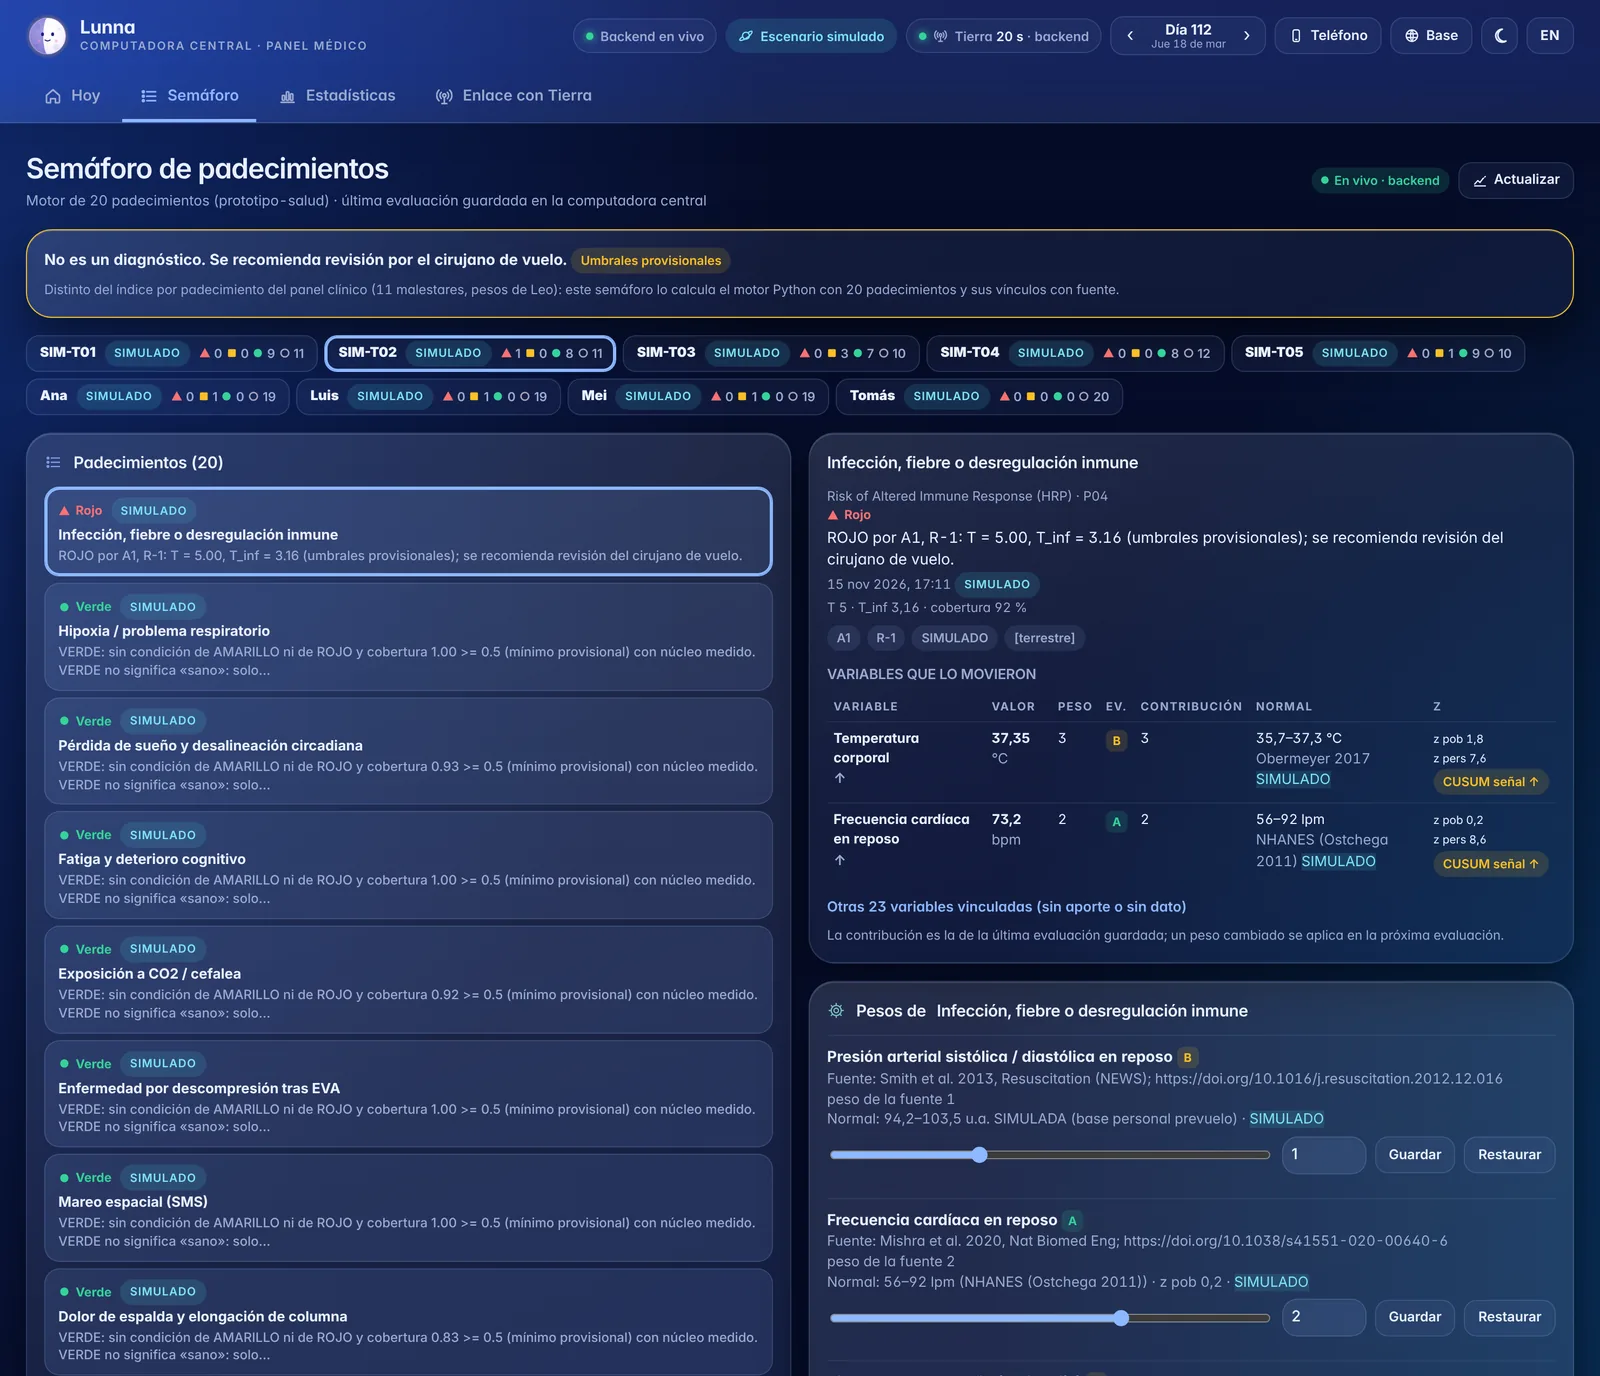 Lunna
COMPUTADORA CENTRAL · PANEL MÉDICO
Backend en vivo
Escenario simulado
Tierra 20 s · backend
Día 112
Jue 18 de mar
Teléfono
Base
EN
Hoy
Semáforo
Estadísticas
Enlace con Tierra
Semáforo de padecimientos
Motor de 20 padecimientos (prototipo-salud) · última evaluación guardada en la computadora central
En vivo · backend
Actualizar
No es un diagnóstico. Se recomienda revisión por el cirujano de vuelo. Umbrales provisionales
Distinto del índice por padecimiento del panel clínico (11 malestares, pesos de Leo): este semáforo lo calcula el motor Python con 20 padecimientos y sus vínculos con fuente.
SIM-T01 SIMULADO 0 0 9 11
SIM-T02 SIMULADO 1 0 8 11
SIM-T03 SIMULADO 0 3 7 10
SIM-T04 SIMULADO 0 0 8 12
SIM-T05 SIMULADO 0 1 9 10
Ana SIMULADO 0 1 0 19
Luis SIMULADO 0 1 0 19
Mei SIMULADO 0 1 0 19
Tomás SIMULADO 0 0 0 20
Padecimientos (20)
Rojo SIMULADO
Infección, fiebre o desregulación inmune
ROJO por A1, R-1: T = 5.00, T_inf = 3.16 (umbrales provisionales); se recomienda revisión del cirujano de vuelo.
Verde SIMULADO
Hipoxia / problema respiratorio
VERDE: sin condición de AMARILLO ni de ROJO y cobertura 1.00 >= 0.5 (mínimo provisional) con núcleo medido.
VERDE no significa «sano»: solo...
Verde SIMULADO
Pérdida de sueño y desalineación circadiana
VERDE: sin condición de AMARILLO ni de ROJO y cobertura 0.93 >= 0.5 (mínimo provisional) con núcleo medido.
VERDE no significa «sano»: solo...
Verde SIMULADO
Fatiga y deterioro cognitivo
VERDE: sin condición de AMARILLO ni de ROJO y cobertura 1.00 >= 0.5 (mínimo provisional) con núcleo medido.
VERDE no significa «sano»: solo...
Verde SIMULADO
Exposición a CO2 / cefalea
VERDE: sin condición de AMARILLO ni de ROJO y cobertura 0.92 >= 0.5 (mínimo provisional) con núcleo medido.
VERDE no significa «sano»: solo...
Verde SIMULADO
Enfermedad por descompresión tras EVA
VERDE: sin condición de AMARILLO ni de ROJO y cobertura 1.00 >= 0.5 (mínimo provisional) con núcleo medido.
VERDE no significa «sano»: solo...
Verde SIMULADO
Mareo espacial (SMS)
VERDE: sin condición de AMARILLO ni de ROJO y cobertura 1.00 >= 0.5 (mínimo provisional) con núcleo medido.
VERDE no significa «sano»: solo...
Verde SIMULADO
Dolor de espalda y elongación de columna
VERDE: sin condición de AMARILLO ni de ROJO y cobertura 0.83 >= 0.5 (mínimo provisional) con núcleo medido.
VERDE no significa «sano»: solo...
Infección, fiebre o desregulación inmune
Risk of Altered Immune Response (HRP) · P04
Rojo
ROJO por A1, R-1: T = 5.00, T_inf = 3.16 (umbrales provisionales); se recomienda revisión del
cirujano de vuelo.
15 nov 2026, 17:11 SIMULADO
T 5 · T_inf 3,16 · cobertura 92 %
A1 R-1 SIMULADO [terrestre]
VARIABLES QUE LO MOVIERON
VARIABLE VALOR PESO EV. CONTRIBUCIÓN NORMAL Z
Temperatura corporal ↑ 37,35 °C 3 B 3 35,7–37,3 °C Obermeyer 2017 SIMULADO z pob 1,8 z pers 7,6 CUSUM señal ↑
Frecuencia cardíaca en reposo ↑ 73,2 bpm 2 A 2 56–92 lpm NHANES (Ostchega 2011) SIMULADO z pob 0,2 z pers 8,6 CUSUM señal ↑
Otras 23 variables vinculadas (sin aporte o sin dato)
La contribución es la de la última evaluación guardada; un peso cambiado se aplica en la próxima evaluación.
Pesos de Infección, fiebre o desregulación inmune
Presión arterial sistólica / diastólica en reposo B
Fuente: Smith et al. 2013, Resuscitation (NEWS); https://doi.org/10.1016/j.resuscitation.2012.12.016
peso de la fuente 1
Normal: 94,2–103,5 u.a. SIMULADA (base personal prevuelo) · SIMULADO
1 Guardar Restaurar
Frecuencia cardíaca en reposo A
Fuente: Mishra et al. 2020, Nat Biomed Eng; https://doi.org/10.1038/s41551-020-00640-6
peso de la fuente 2
Normal: 56–92 lpm (NHANES (Ostchega 2011)) · z pob 0,2 · SIMULADO
2 Guardar Restaurar